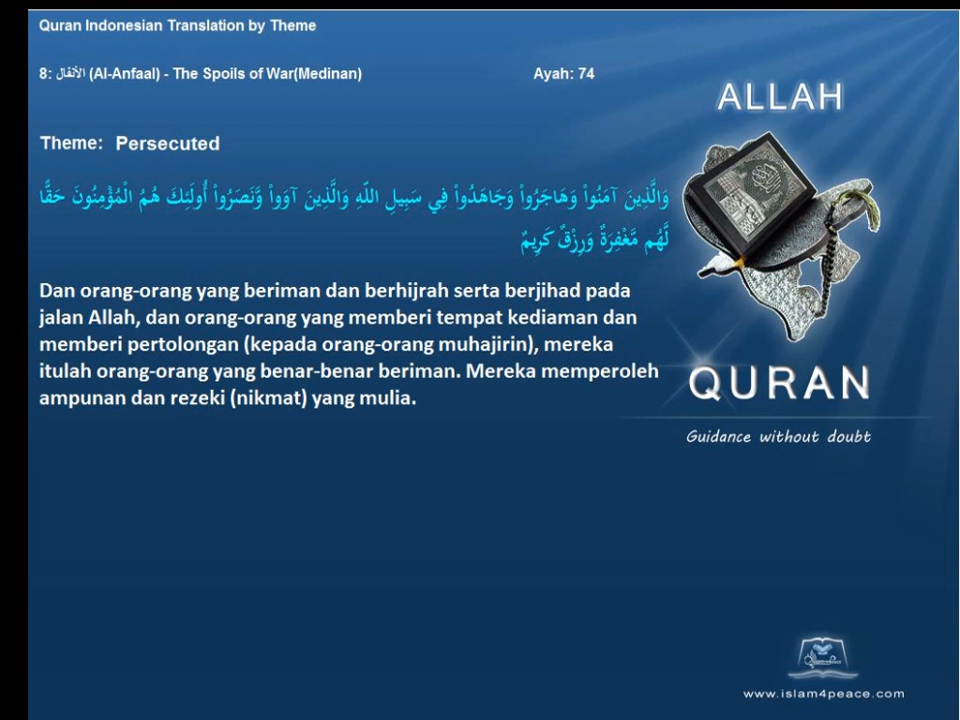 Quran Indonesian Translation by Theme
8: الأنفال (Al-Anfaal) - The Spoils of War(Medinan)
Ayah: 74
Theme: Persecuted
وَالَّذِينَ آمَنُواْ وَهَاجَرُواْ وَجَاهَدُواْ فِي سَبِيلِ اللّهِ وَالَّذِينَ آوَواْ وَّنَصَرُواْ أُولَئِكَ هُمُ الْمُؤْمِنُونَ حَقًّا
لَّهُم مَّغْفِرَةٌ وَرِزْقٌ كَرِيمٌ
Dan orang-orang yang beriman dan berhijrah serta berjihad pada
jalan Allah, dan orang-orang yang memberi tempat kediaman dan
memberi pertolongan (kepada orang-orang muhajirin), mereka
itulah orang-orang yang benar-benar beriman. Mereka memperoleh
ampunan dan rezeki (nikmat) yang mulia.
ALLAH
QURAN
Guidance without doubt
www.islam4peace.com